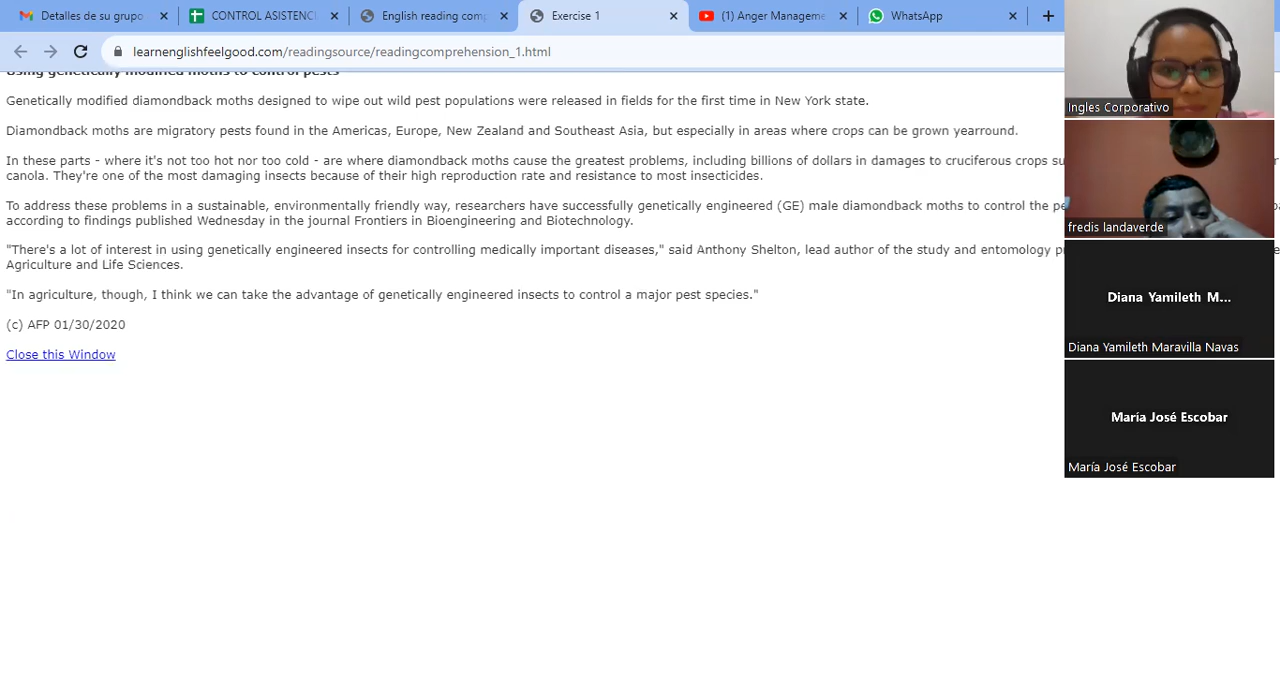 Detalles de su grupo
CONTROL ASISTENCI
English reading com
Exercise 1
(1) Anger Manageme
WhatsApp
learnenglishfeelgood.com/readingsource/readingcomprehension_1.html
Using genetically modified moths to control pests
Genetically modified diamondback moths designed to wipe out wild pest populations were released in fields for the first time in New York state.
Diamondback moths are migratory pests found in the Americas, Europe, New Zealand and Southeast Asia, but especially in areas where crops can be grown yearround.
In these parts - where it's not too hot nor too cold - are where diamondback moths cause the greatest problems, including billions of dollars in damages to cruciferous crops su
canola. They're one of the most damaging insects because of their high reproduction rate and resistance to most insecticides.
To address these problems in a sustainable, environmentally friendly way, researchers have successfully genetically engineered (GE) male diamondback moths to control the pe
according to findings published Wednesday in the journal Frontiers in Bioengineering and Biotechnology.
"There's a lot of interest in using genetically engineered insects for controlling medically important diseases," said Anthony Shelton, lead author of the study and entomology p
Agriculture and Life Sciences.
"In agriculture, though, I think we can take the advantage of genetically engineered insects to control a major pest species."
(c) AFP 01/30/2020
Close this Window
Ingles Corporativo
fredis landaverde
Diana Yamileth M...
Diana Yamileth Maravilla Navas
María José Escobar
María José Escobar